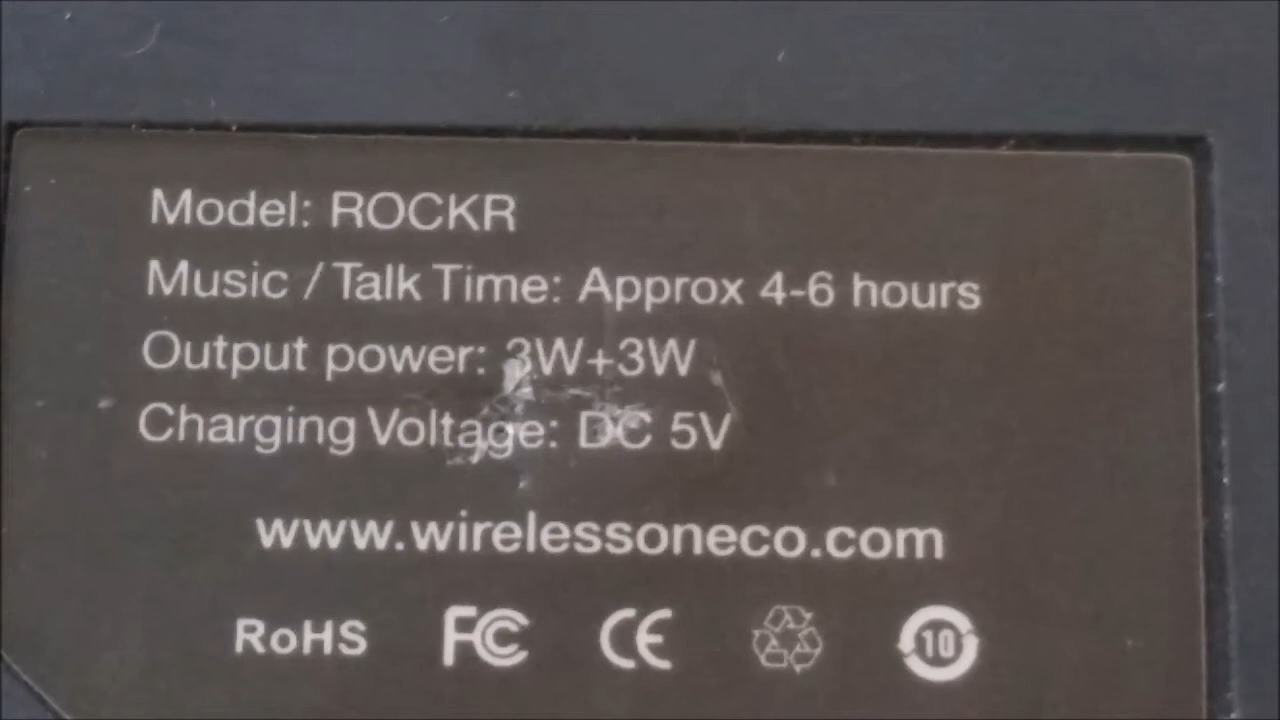 Model: ROCKR
Music / Talk Time: Approx 4-6 hours
Output power: 3W+3W
Charging Voltage: DC 5V
www.wirelessoneco.com
RoHS FC CE 10